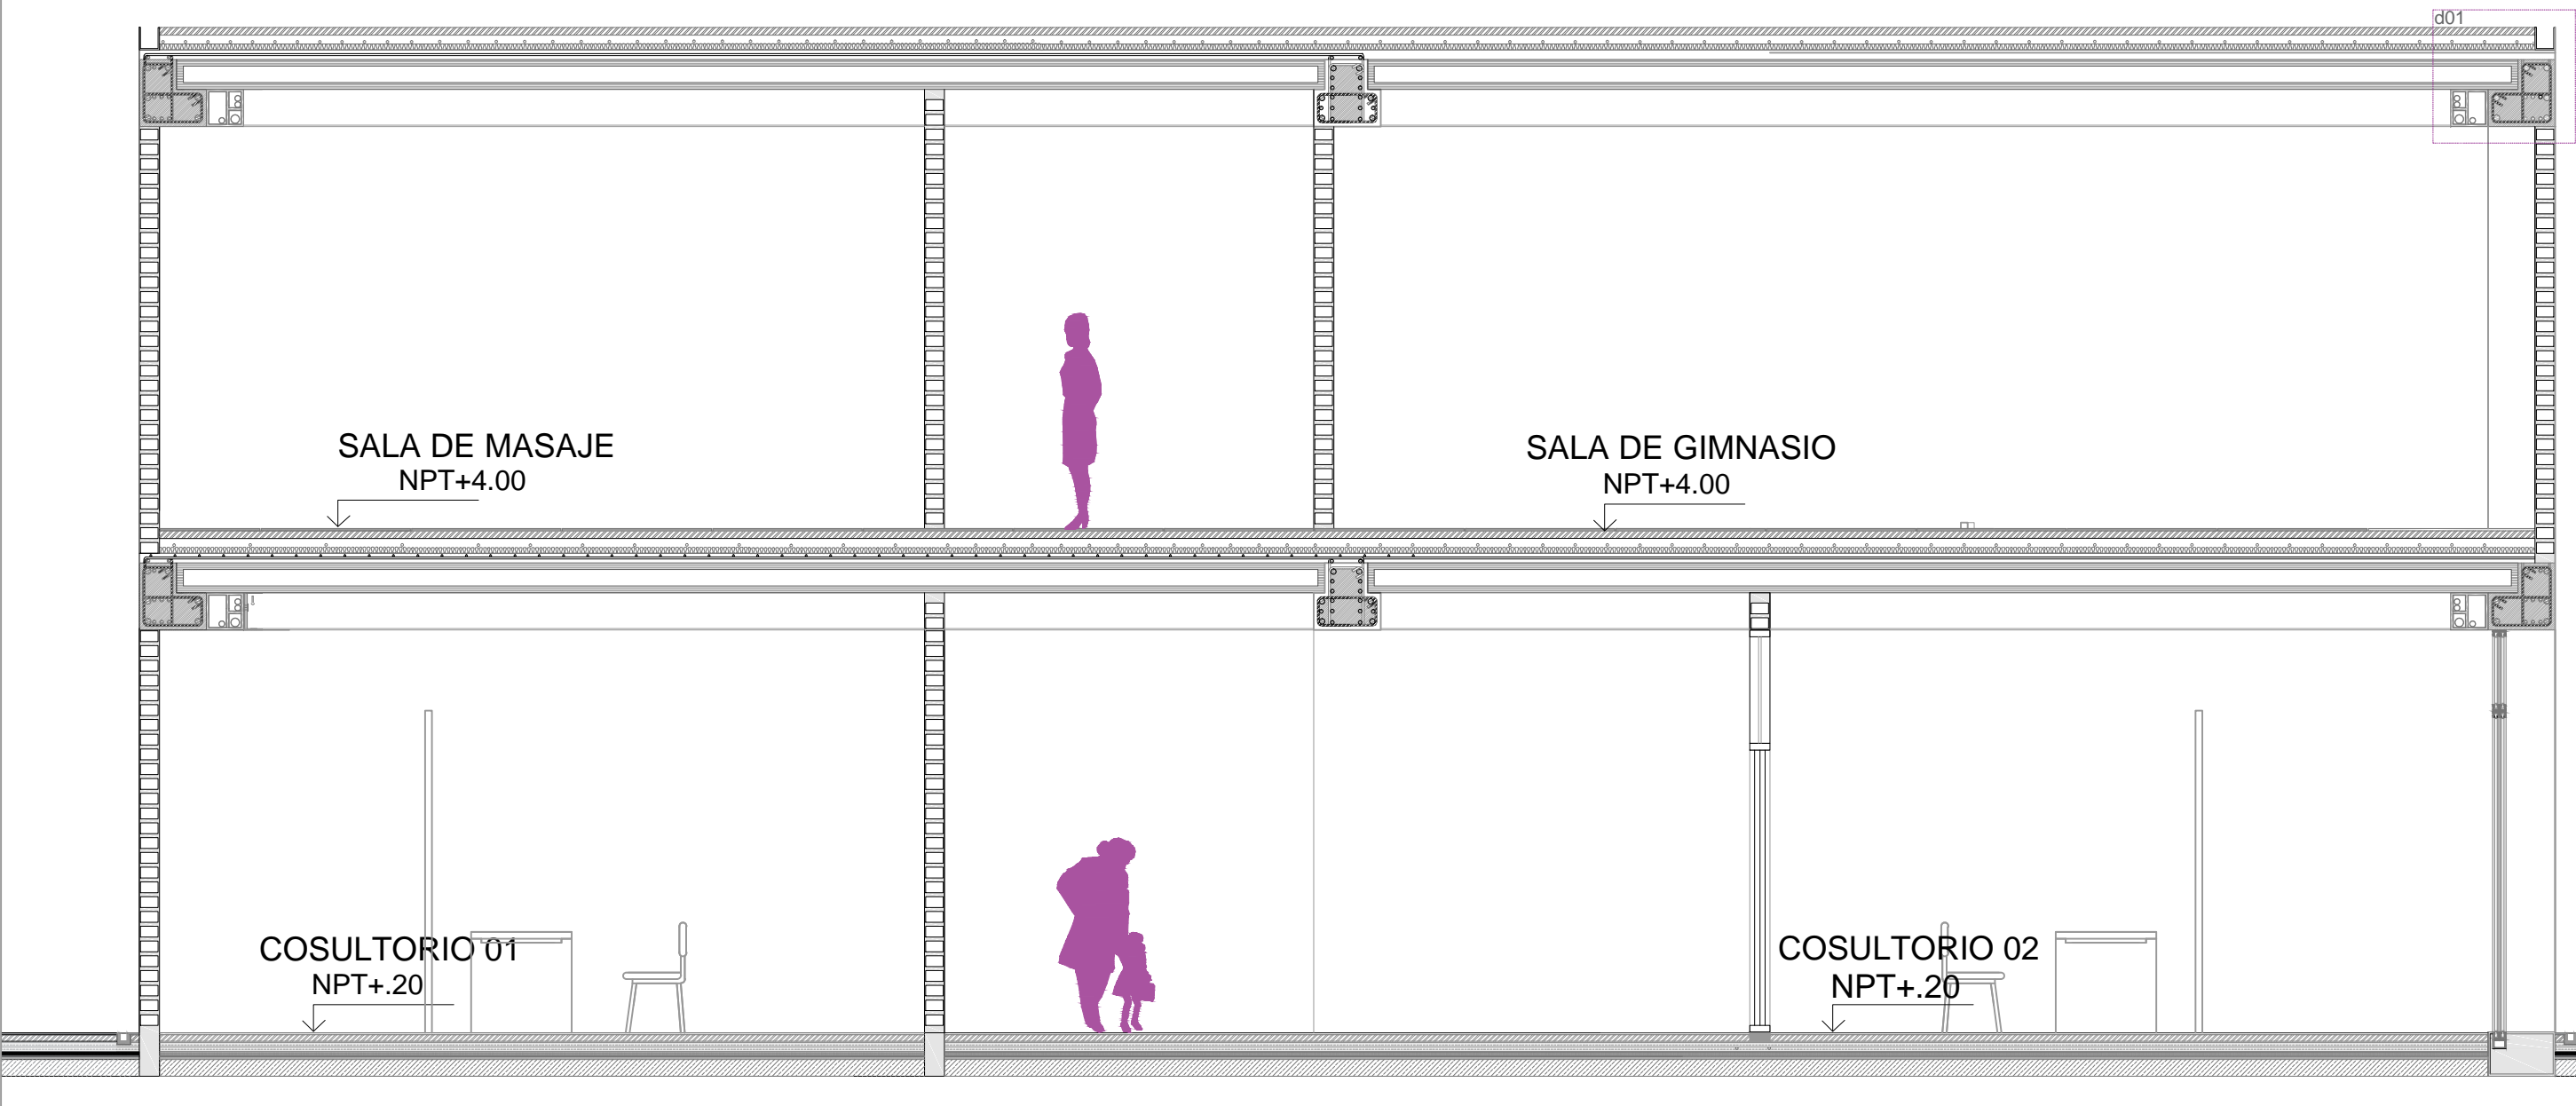 d01
SALA DE MASAJE
NPT+4.00
SALA DE GIMNASIO
NPT+4.00
COSULTORIO 01
NPT+.20
COSULTORIO 02
NPT+.20